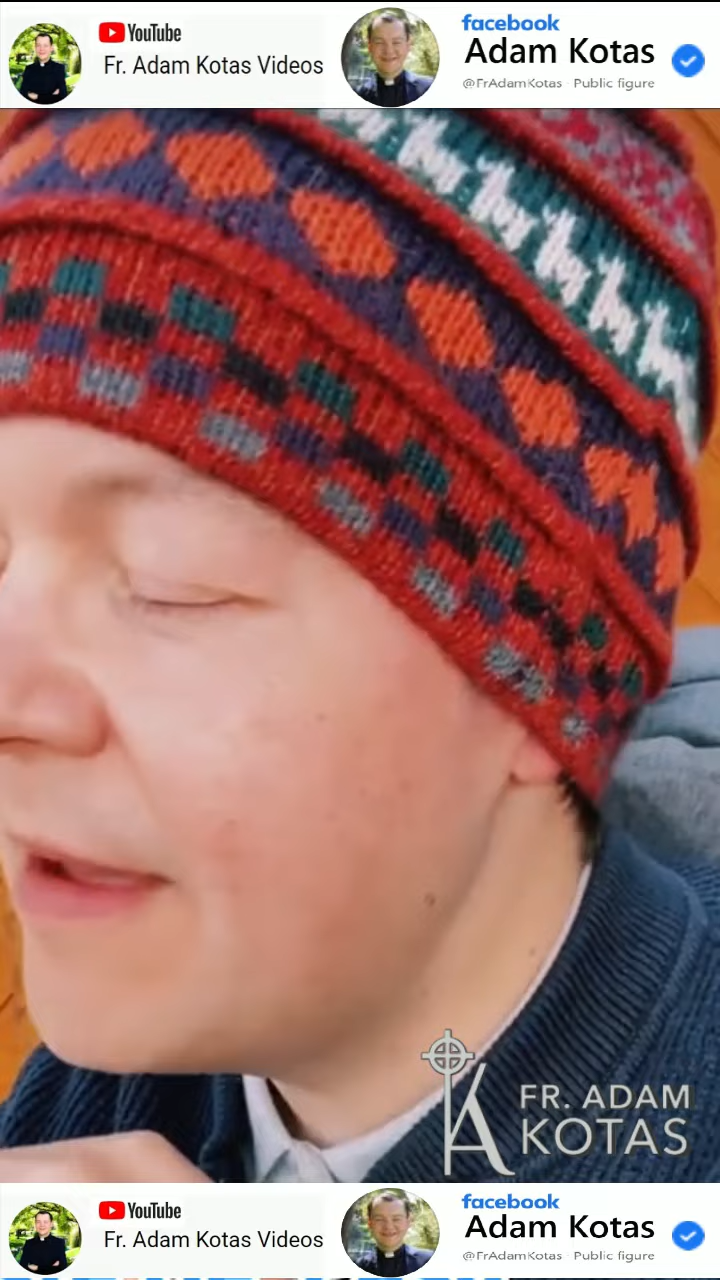 YouTube
Fr. Adam Kotas Videos
facebook
Adam Kotas
@FrAdamKotas · Public figure
FR. ADAM
KOTAS
YouTube
Fr. Adam Kotas Videos
facebook
Adam Kotas
@FrAdamKotas · Public figure